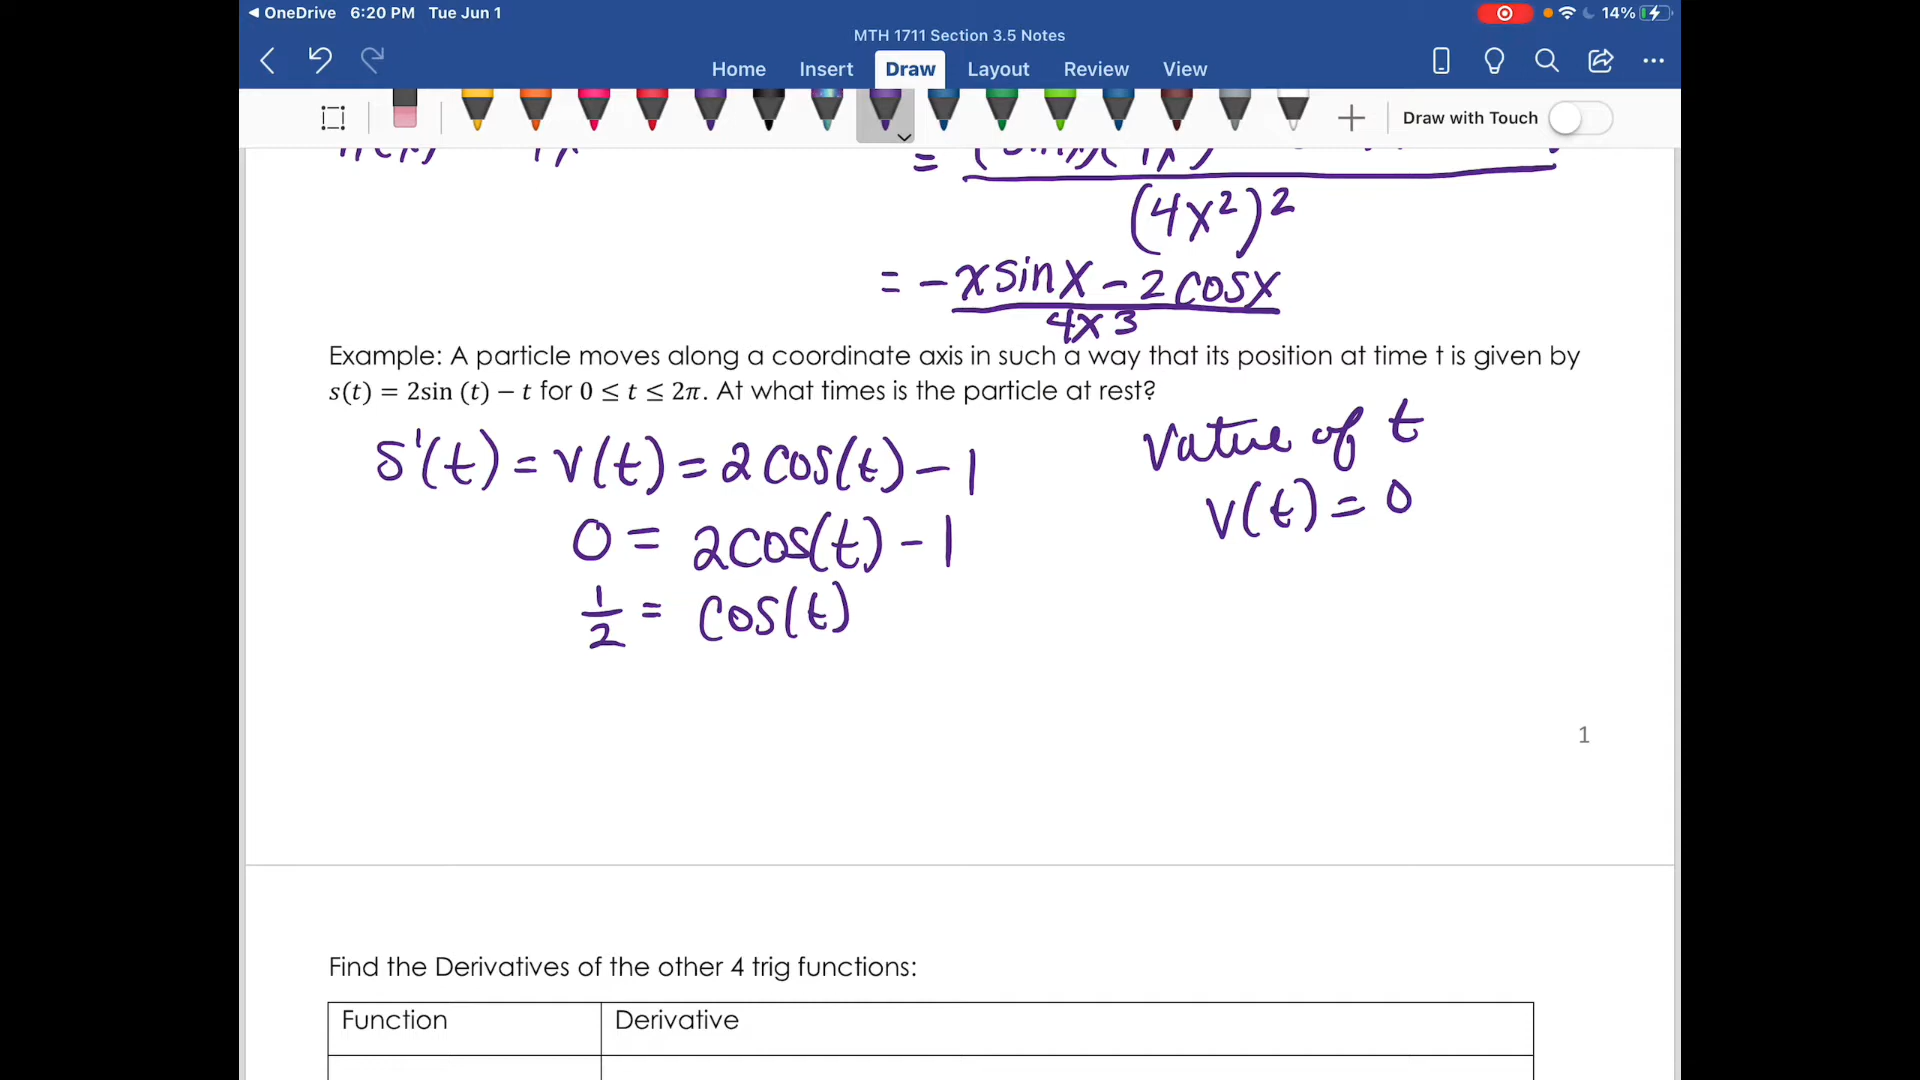 OneDrive 6:20 PM Tue Jun 1
14%
MTH 1711 Section 3.5 Notes
Home Insert Draw Layout Review View
Draw with Touch
=
(4x²)²
= -x sin x - 2 cos x
4x3
Example: A particle moves along a coordinate axis in such a way that its position at time t is given by
s(t) = 2sin (t) − t for 0 ≤ t ≤ 2π. At what times is the particle at rest?
s'(t) = v(t) = 2cos(t) - 1
value of t
v(t) = 0
0 = 2cos(t) - 1
1/2 = cos(t)
1
Find the Derivatives of the other 4 trig functions:
Function Derivative